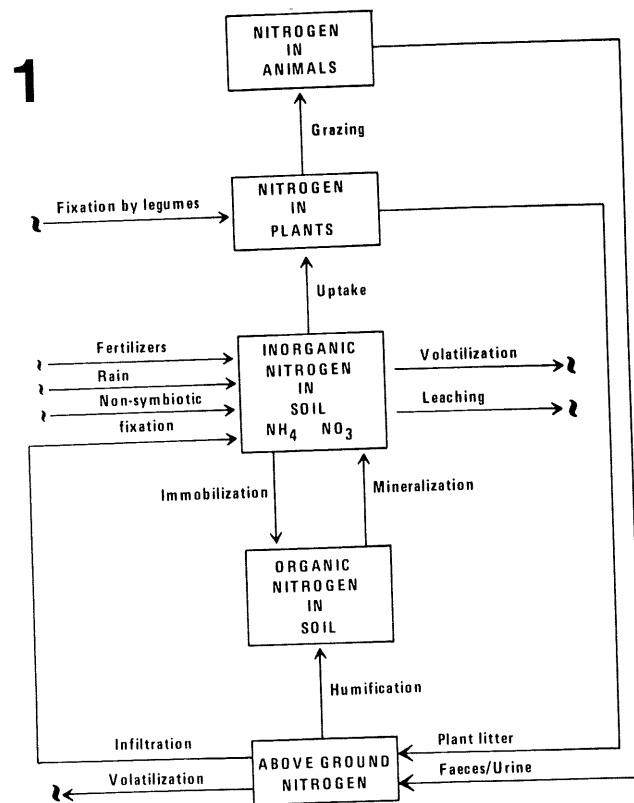 1
NITROGEN
IN
ANIMALS
Grazing
Fixation by legumes
NITROGEN
IN
PLANTS
Uptake
Fertilizers
Rain
Non-symbiotic
fixation
INORGANIC
NITROGEN
IN
SOIL
NH4 NO3
Volatilization
Leaching
Immobilization
Mineralization
ORGANIC
NITROGEN
IN
SOIL
Humification
Infiltration
Volatilization
ABOVE GROUND
NITROGEN
Plant litter
Faeces/Urine